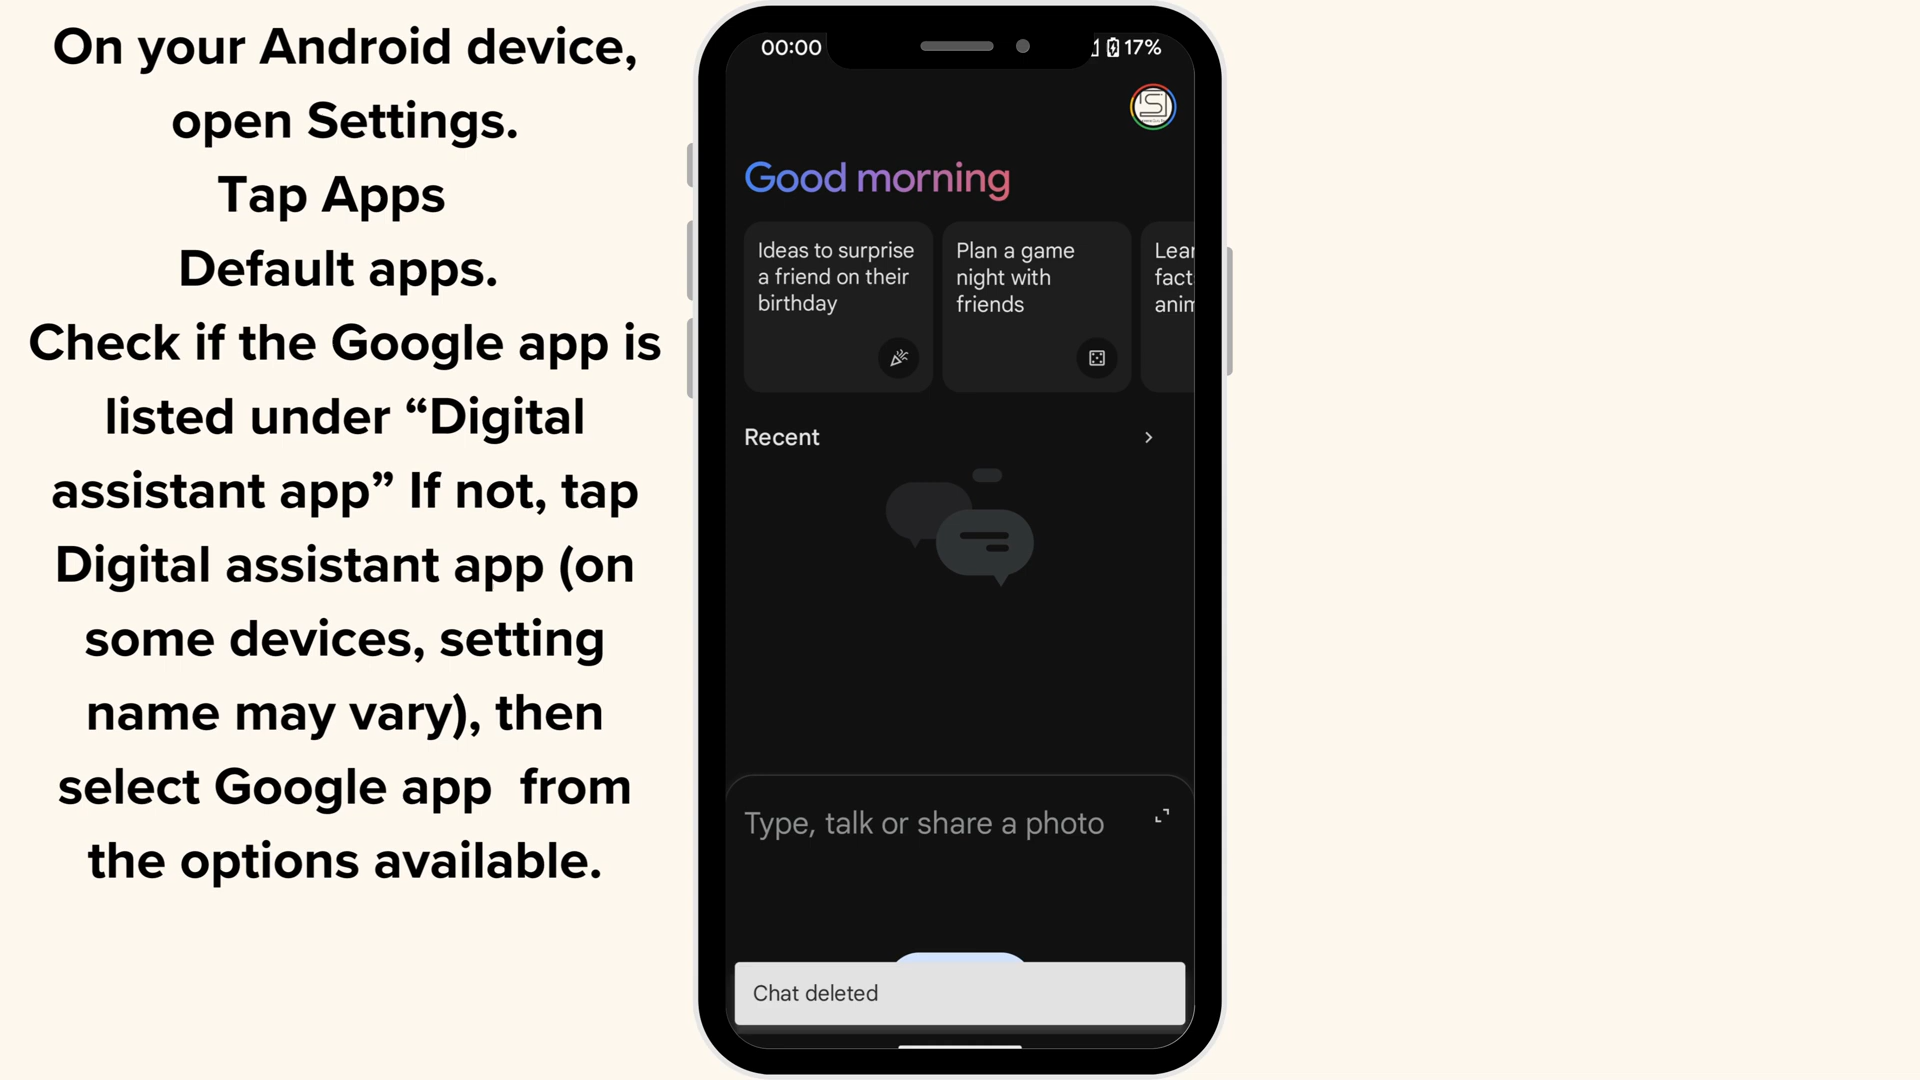 On your Android device,
open Settings.
Tap Apps
Default apps.
Check if the Google app is
listed under “Digital
assistant app” If not, tap
Digital assistant app (on
some devices, setting
name may vary), then
select Google app  from
the options available.
00:00
17%
Good morning
Ideas to surprise
a friend on their
birthday
Plan a game
night with
friends
Lear
fact
anim
Recent
Type, talk or share a photo
Chat deleted